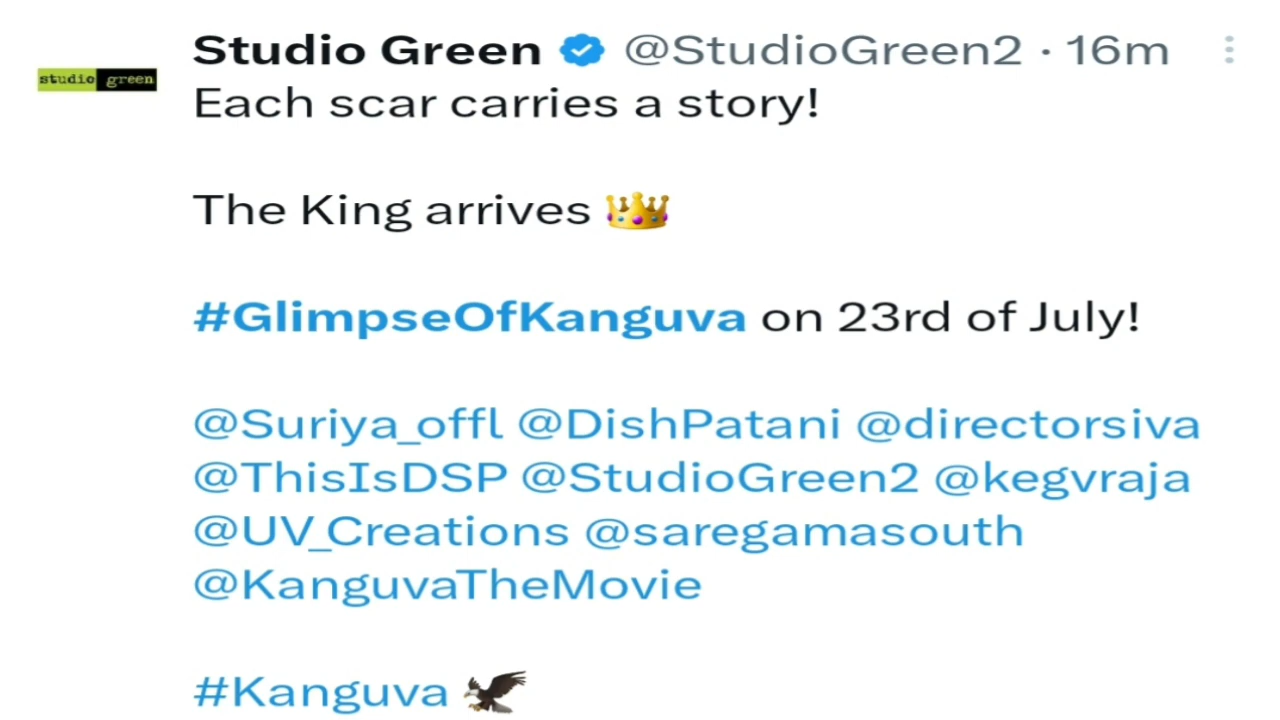 Studio Green @StudioGreen2 · 16m
studio green
Each scar carries a story!
The King arrives 👑
#GlimpseOfKanguva on 23rd of July!
@Suriya_offl @DishPatani @directorsiva
@ThisIsDSP @StudioGreen2 @kegvraja
@UV_Creations @saregamasouth
@KanguvaTheMovie
#Kanguva 🦅